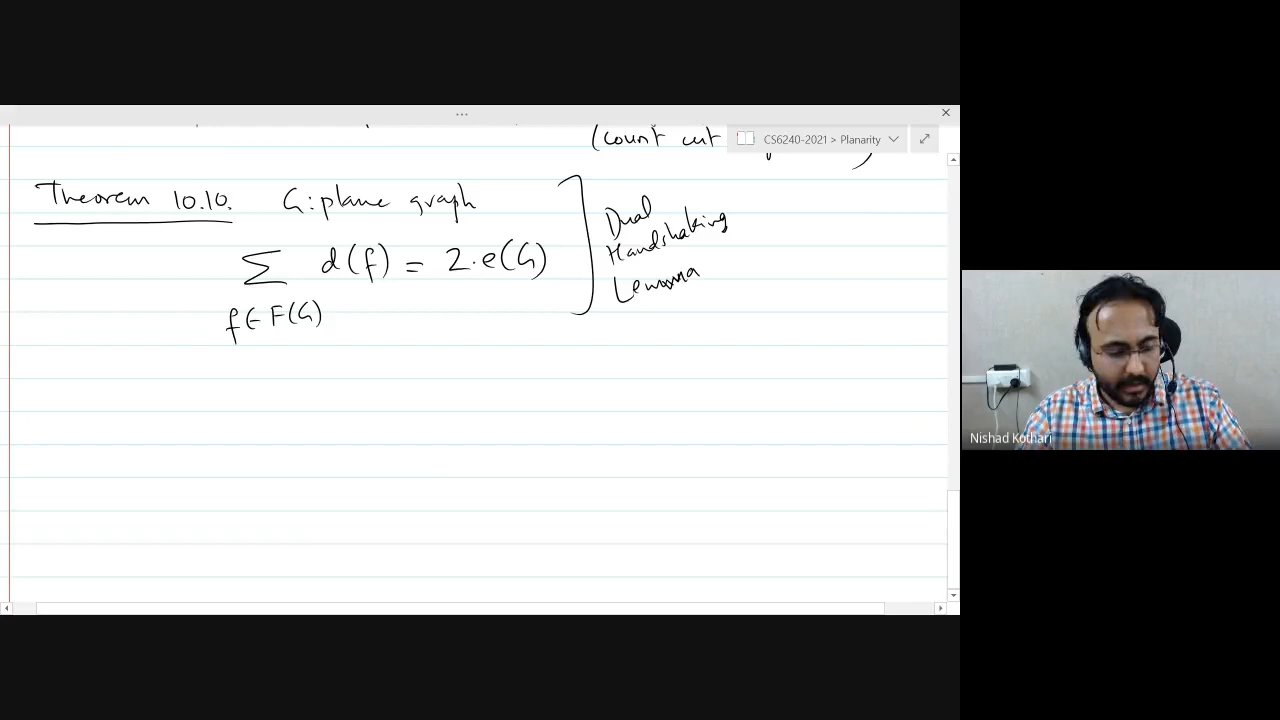 (count cut
CS6240-2021 > Planarity
Theorem 10.10. G: plane graph
∑ d(f) = 2·e(G)
f∈F(G)
Dual
Handshaking
Lemma
Nishad Kothari